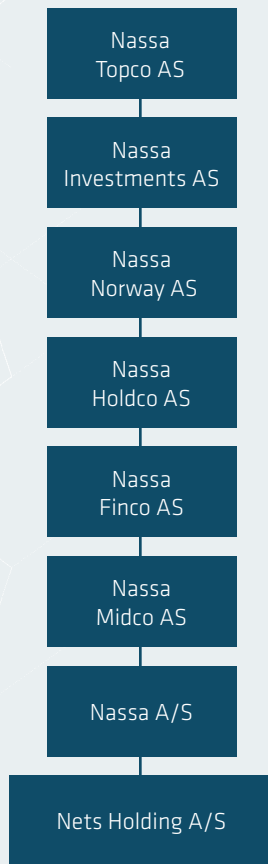 Nassa
Topco AS
Nassa
Investments AS
Nassa
Norway AS
Nassa
Holdco AS
Nassa
Finco AS
Nassa
Midco AS
Nassa A/S
Nets Holding A/S